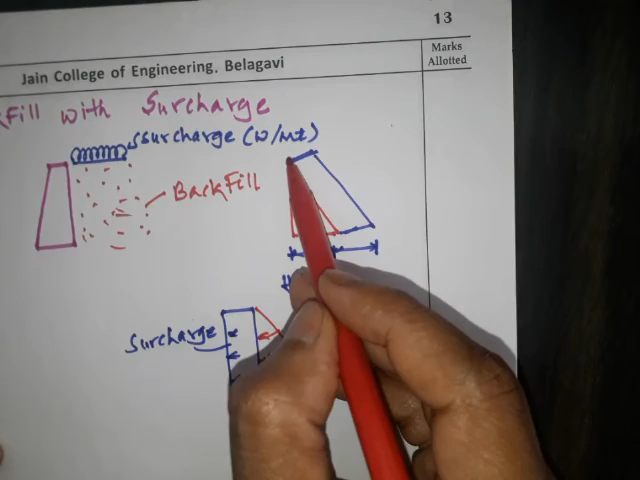 13
Jain College of Engineering, Belagavi
Marks
Allotted
Fill with Surcharge
Surcharge (W/mt)
BackFill
Surcharge